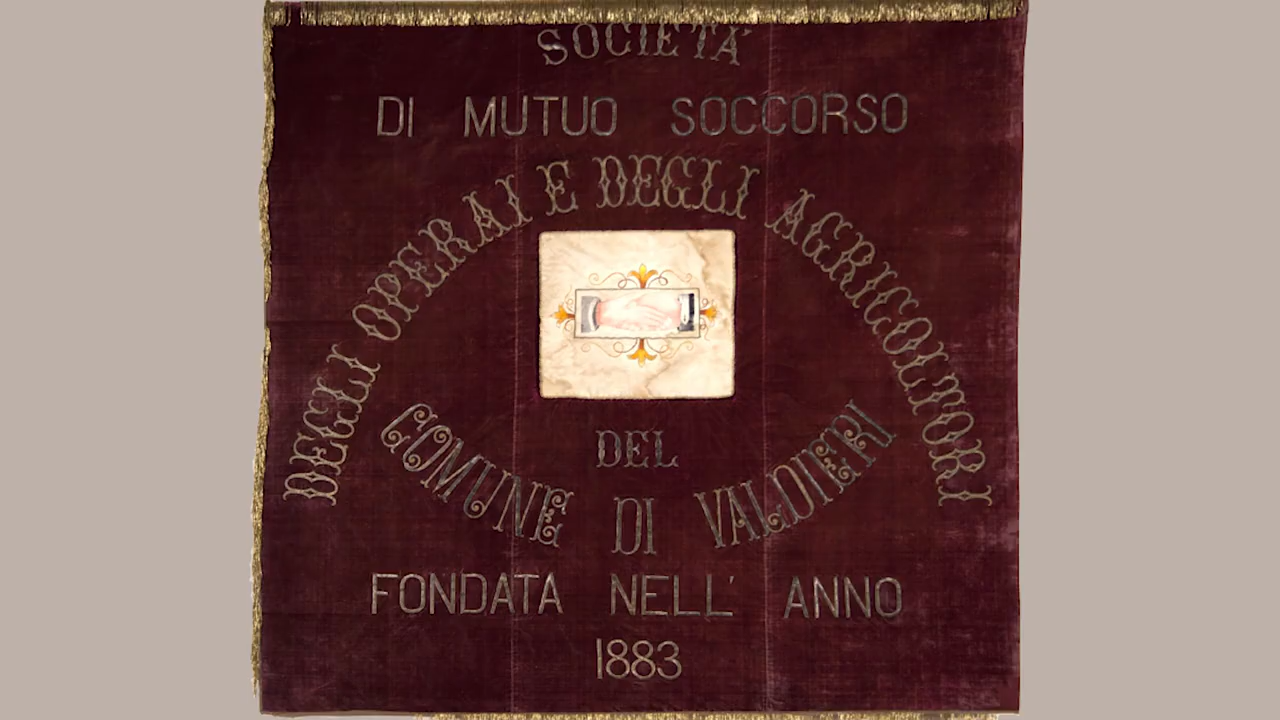 SOCIETÀ
DI MUTUO SOCCORSO
DEGLI OPERAI E DEGLI AGRICOLTORI
DEL
COMUNE DI VALDIERI
FONDATA NELL' ANNO
1883